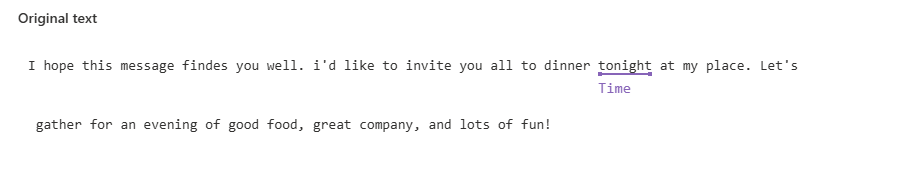 Original text
I hope this message findes you well. i'd like to invite you all to dinner tonight at my place. Let's
Time
gather for an evening of good food, great company, and lots of fun!